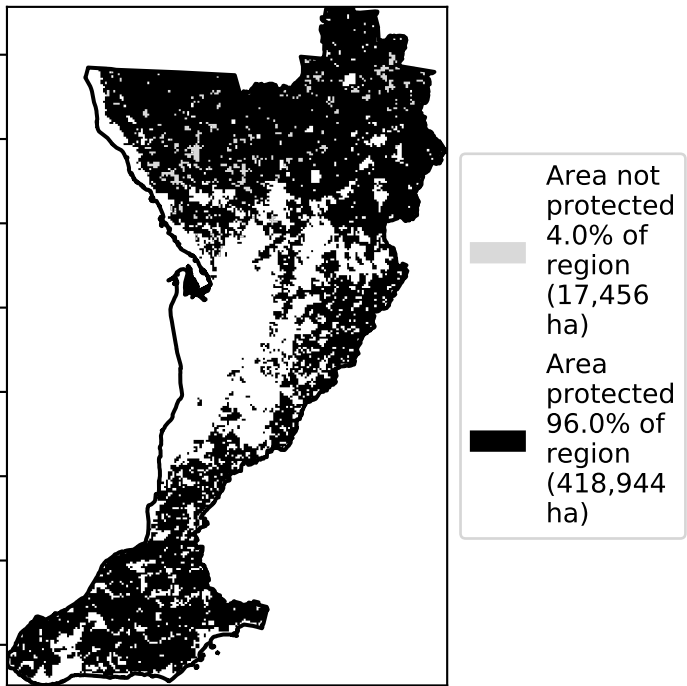 Area not
protected
4.0% of
region
(17,456
ha)
Area
protected
96.0% of
region
(418,944
ha)